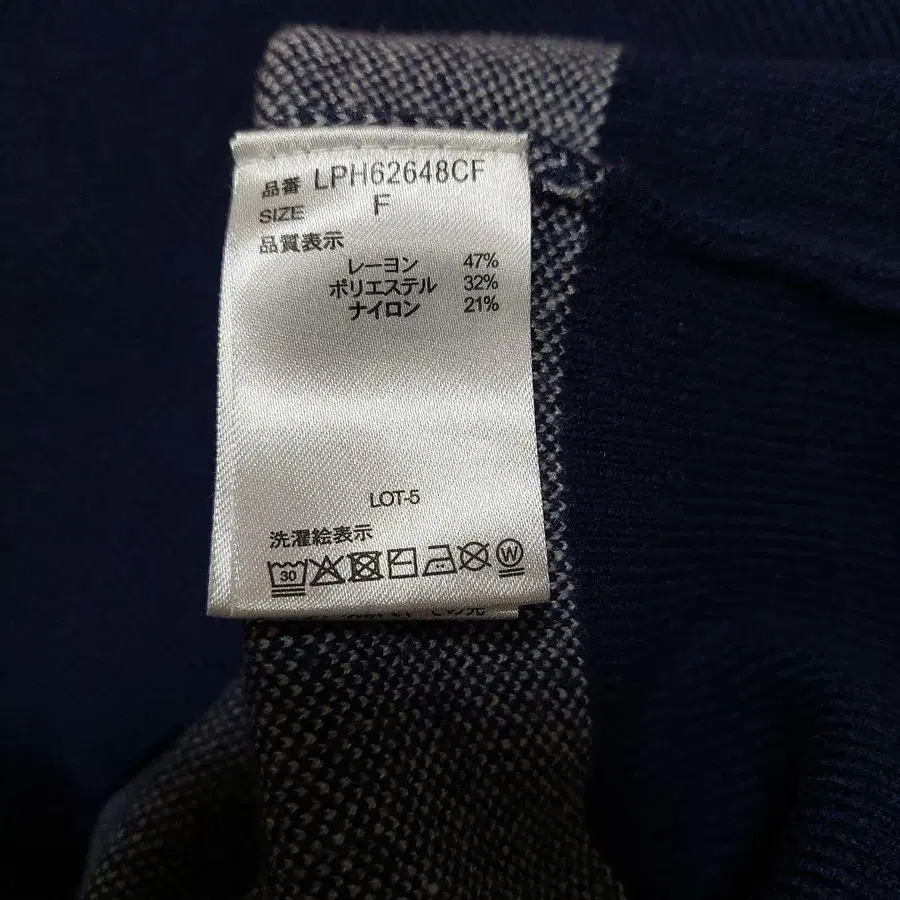 品番 LPH62648CF
SIZE F
品質表示
レーヨン 47%
ポリエステル 32%
ナイロン 21%
LOT-5
洗濯絵表示
30 W